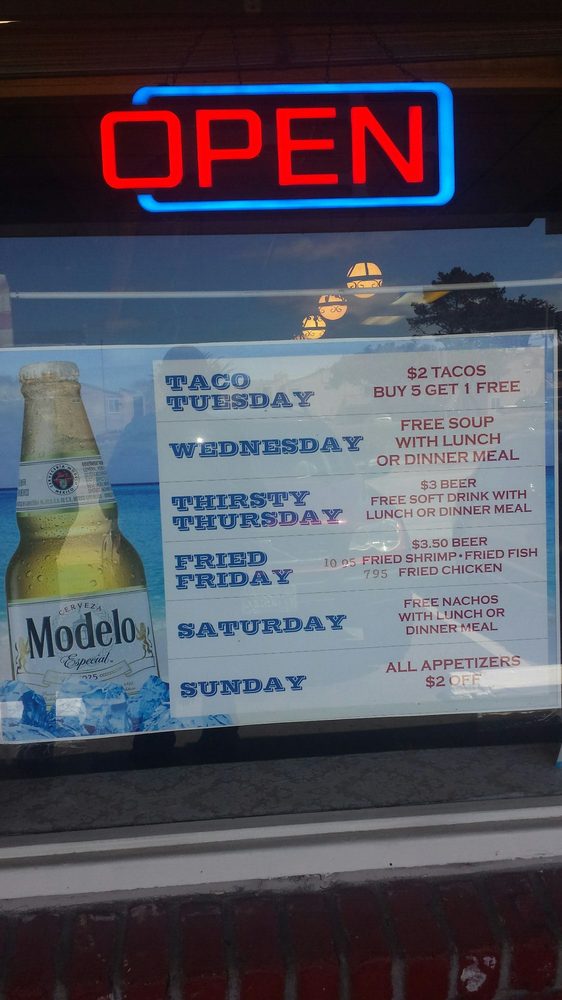 OPEN
TACO
TUESDAY
$2 TACOS
BUY 5 GET 1 FREE
WEDNESDAY
FREE SOUP
WITH LUNCH
OR DINNER MEAL
THIRSTY
THURSDAY
$3 BEER
FREE SOFT DRINK WITH
LUNCH OR DINNER MEAL
FRIED
FRIDAY
$3.50 BEER
10 95 FRIED SHRIMP • FRIED FISH
795 FRIED CHICKEN
SATURDAY
FREE NACHOS
WITH LUNCH OR
DINNER MEAL
SUNDAY
ALL APPETIZERS
$2 OFF
CERVEZA
Modelo
Especial